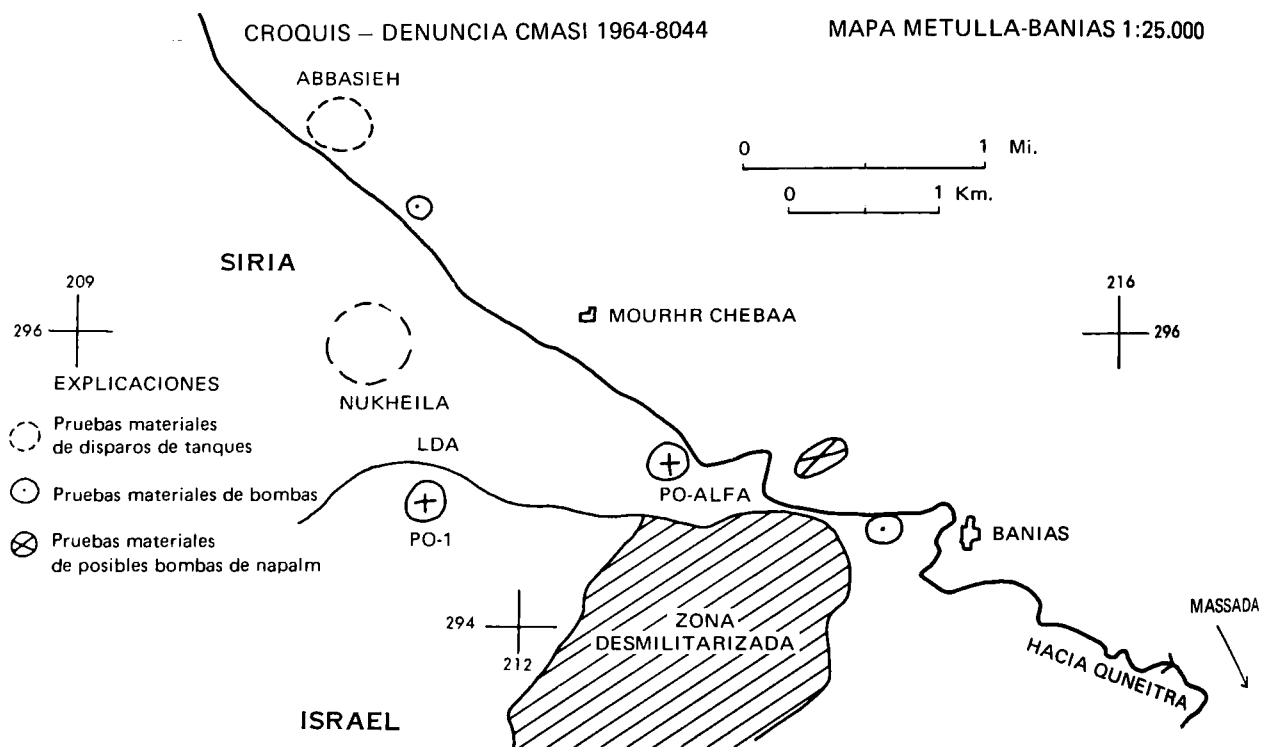 CROQUIS – DENUNCIA CMASI 1964-8044
MAPA METULLA-BANIAS 1:25.000
ABBASIEH
0 1 Mi.
0 1 Km.
SIRIA
209
296
216
296
MOURHR CHEBAA
EXPLICACIONES
NUKHEILA
Pruebas materiales
de disparos de tanques
LDA
Pruebas materiales de bombas
PO-ALFA
PO-1
Pruebas materiales
de posibles bombas de napalm
BANIAS
MASSADA
294
212
ZONA
DESMILITARIZADA
HACIA QUNEITRA
ISRAEL